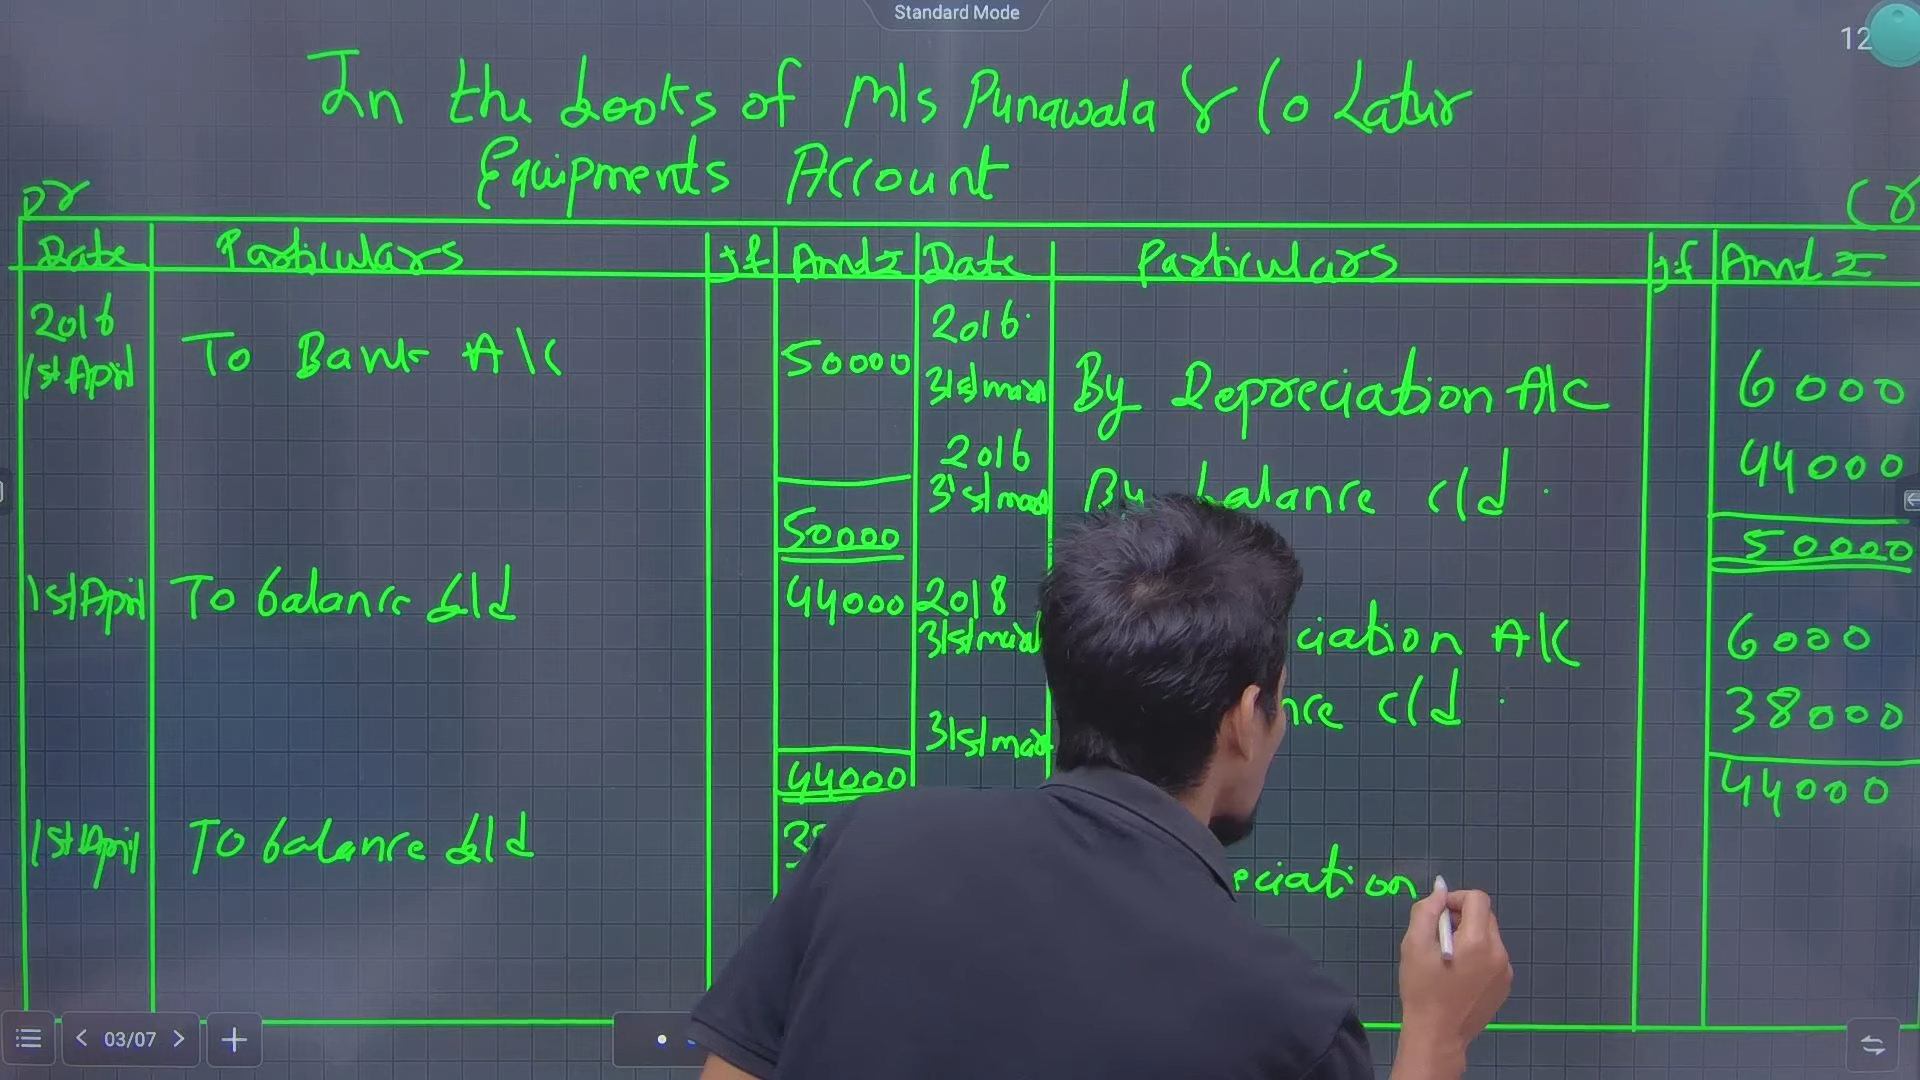 Standard Mode
12
In the books of M/s Punawala & Co Latur
Equipments Account
Dr
Cr
Date Particulars Jf Amt ₹ Date Particulars Jf Amt ₹
2016 1st April To Bank A/C 50000 2016 31st march By Depreciation A/C 6000
2016 31st march By balance c/d 44000
50000 50000
1st April To balance b/d 44000 2018 31st march ciation A/C 6000
31st march nce c/d 38000
44000 44000
1st April To balance b/d 3 eciation
03/07